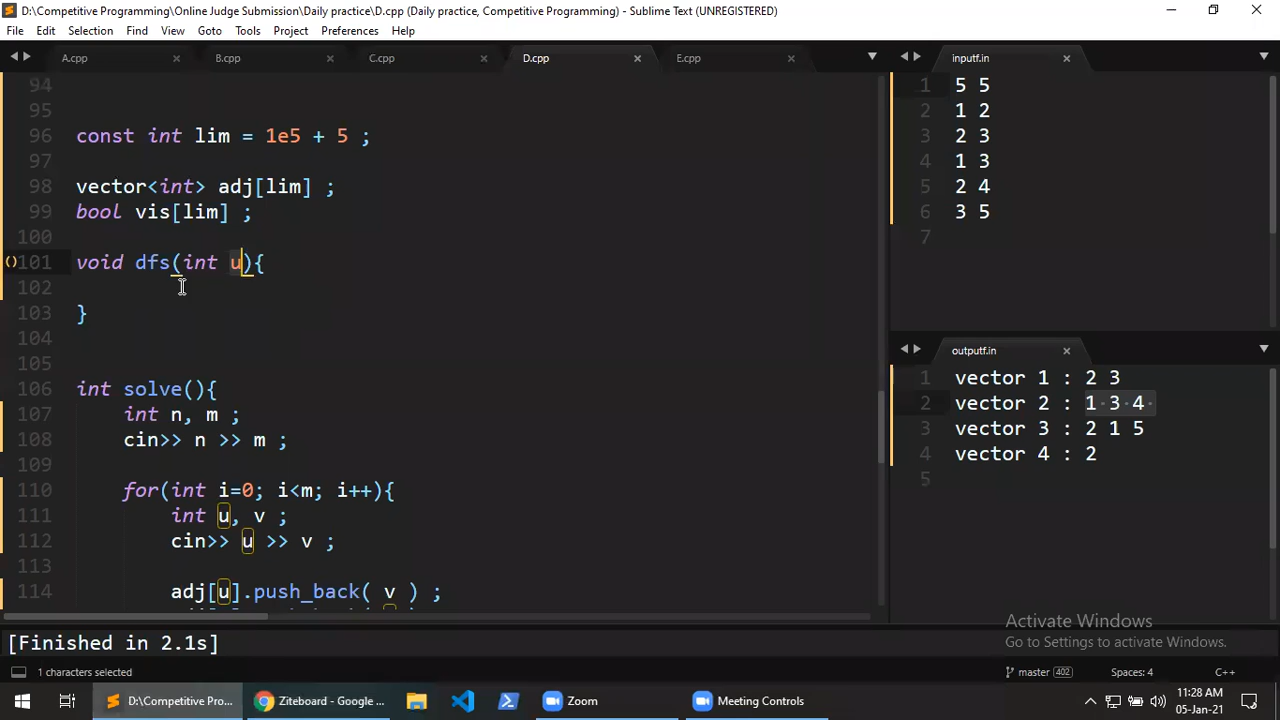 D:\Competitive Programming\Online Judge Submission\Daily practice\D.cpp (Daily practice, Competitive Programming) - Sublime Text (UNREGISTERED)
File Edit Selection Find View Goto Tools Project Preferences Help
A.cpp B.cpp C.cpp D.cpp E.cpp
94
95
96 const int lim = 1e5 + 5 ;
97
98 vector<int> adj[lim] ;
99 bool vis[lim] ;
100
101 void dfs(int u){
102
103 }
104
105
106 int solve(){
107 int n, m ;
108 cin>> n >> m ;
109
110 for(int i=0; i<m; i++){
111 int u, v ;
112 cin>> u >> v ;
113
114 adj[u].push_back( v ) ;
inputf.in
1 5 5
2 1 2
3 2 3
4 1 3
5 2 4
6 3 5
7
outputf.in
1 vector 1 : 2 3
2 vector 2 : 1 3 4
3 vector 3 : 2 1 5
4 vector 4 : 2
5
[Finished in 2.1s]
Activate Windows
Go to Settings to activate Windows.
1 characters selected
master 402 Spaces: 4 C++
D:\Competitive Pro... Ziteboard - Google ... Zoom Meeting Controls
11:28 AM
05-Jan-21